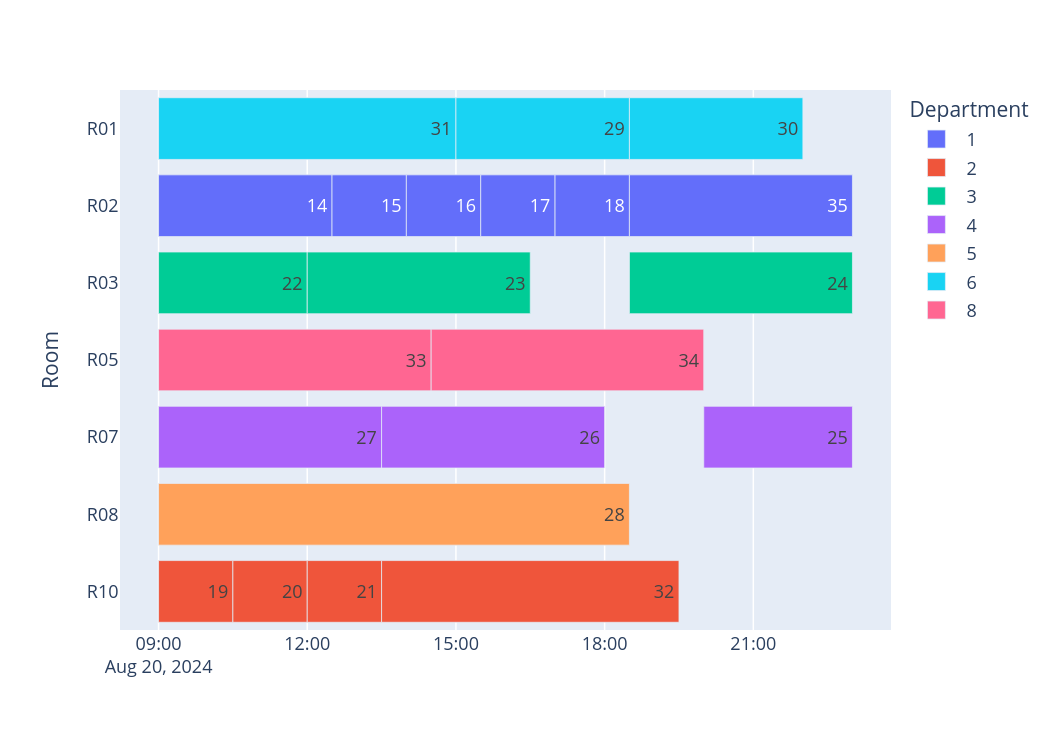 Department
1
2
3
4
5
6
8
Room
R01 31 29 30
R02 14 15 16 17 18 35
R03 22 23 24
R05 33 34
R07 27 26 25
R08 28
R10 19 20 21 32
09:00 12:00 15:00 18:00 21:00
Aug 20, 2024